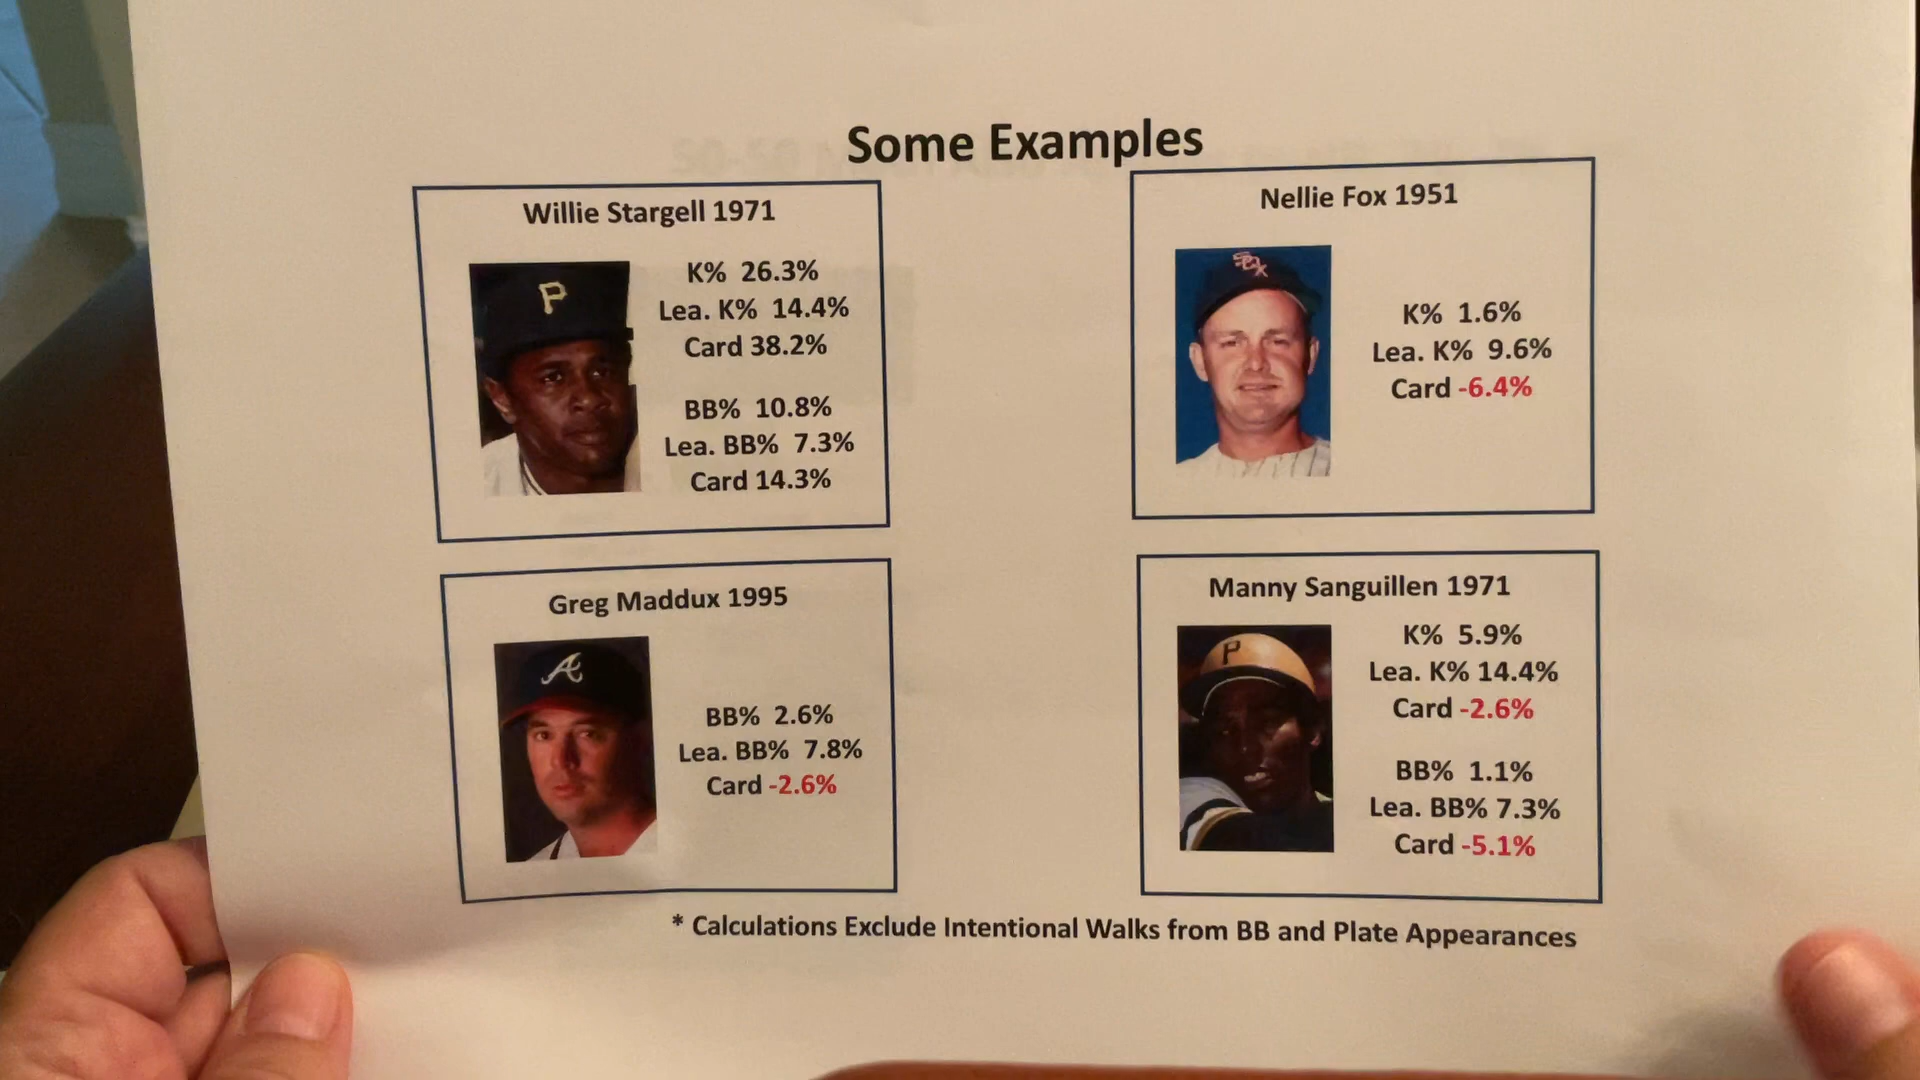 Some Examples
Willie Stargell 1971
P
K% 26.3%
Lea. K% 14.4%
Card 38.2%
BB% 10.8%
Lea. BB% 7.3%
Card 14.3%
Nellie Fox 1951
SOX
K% 1.6%
Lea. K% 9.6%
Card -6.4%
Greg Maddux 1995
A
BB% 2.6%
Lea. BB% 7.8%
Card -2.6%
Manny Sanguillen 1971
P
K% 5.9%
Lea. K% 14.4%
Card -2.6%
BB% 1.1%
Lea. BB% 7.3%
Card -5.1%
* Calculations Exclude Intentional Walks from BB and Plate Appearances